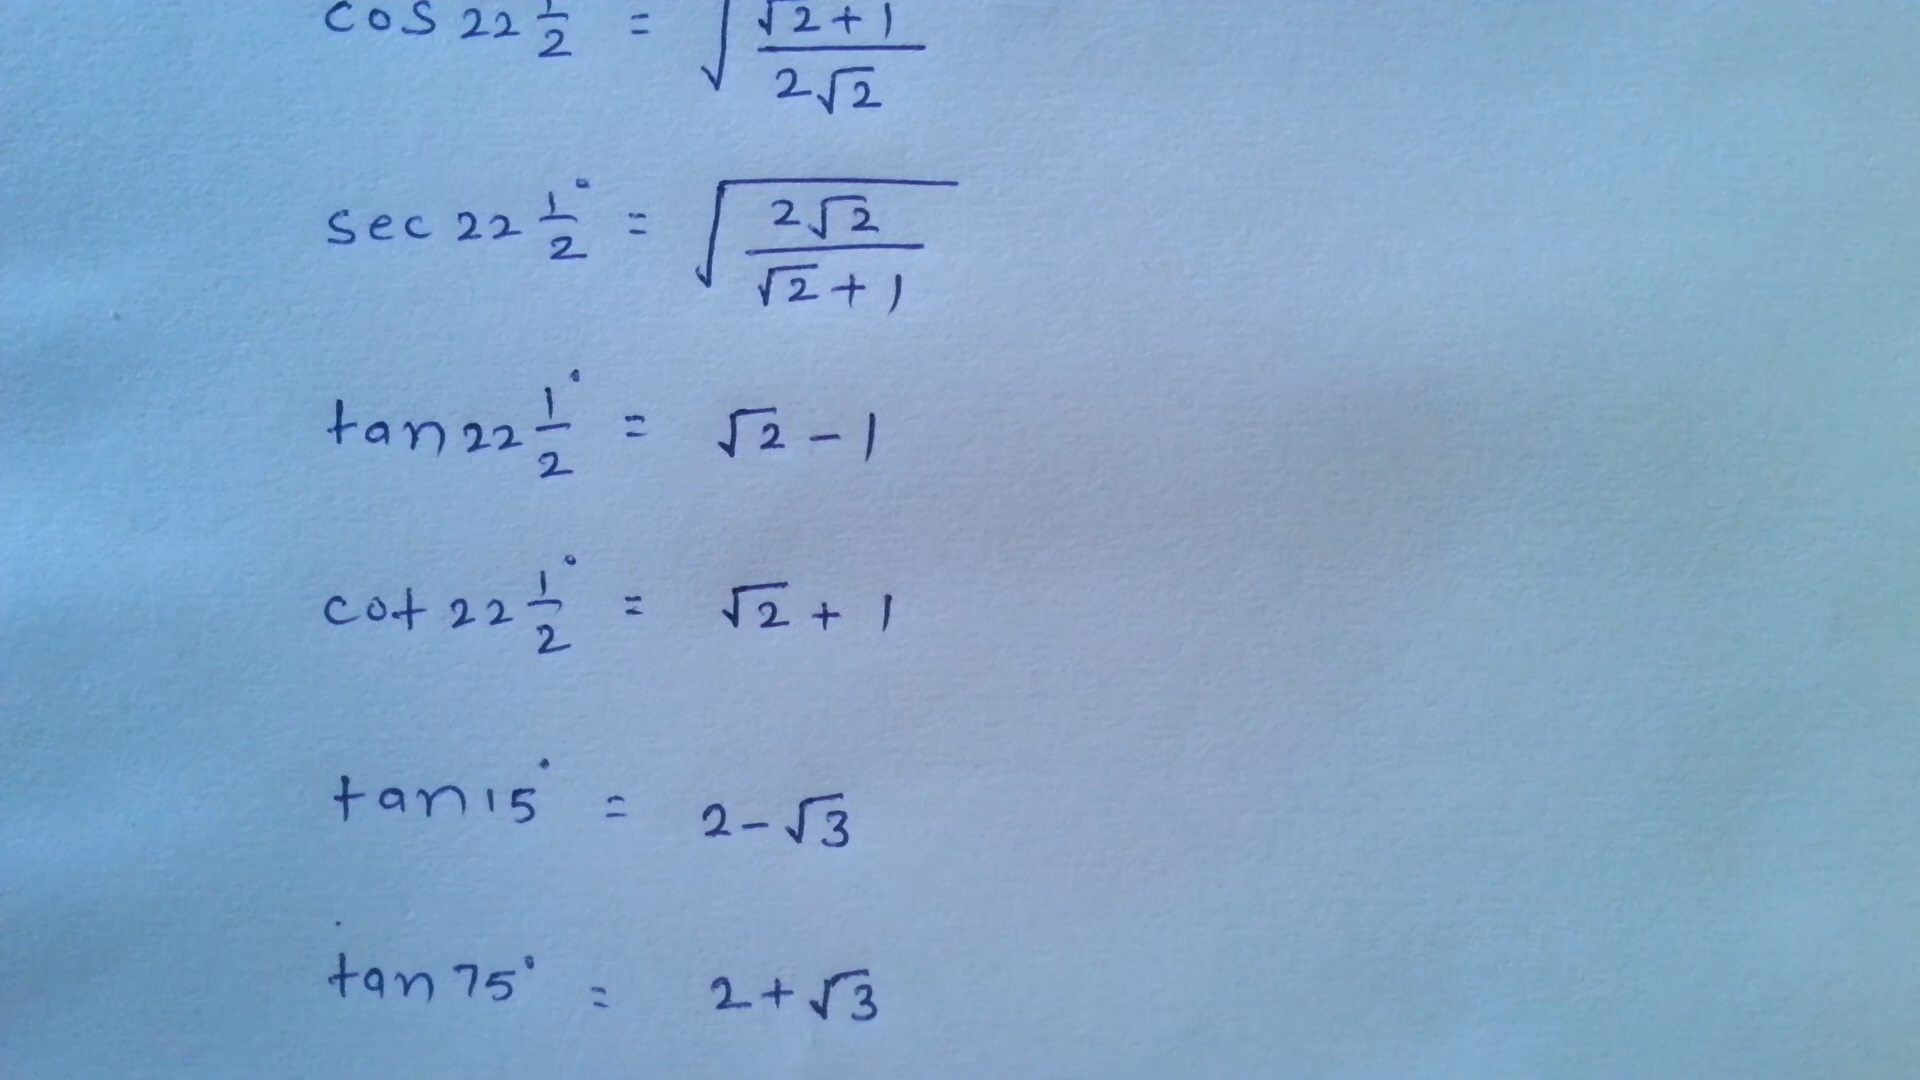 cos 22 1/2 = √((√2+1)/(2√2))
sec 22 1/2° = √((2√2)/(√2+1))
tan 22 1/2° = √2 - 1
cot 22 1/2° = √2 + 1
tan 15° = 2 - √3
tan 75° = 2 + √3